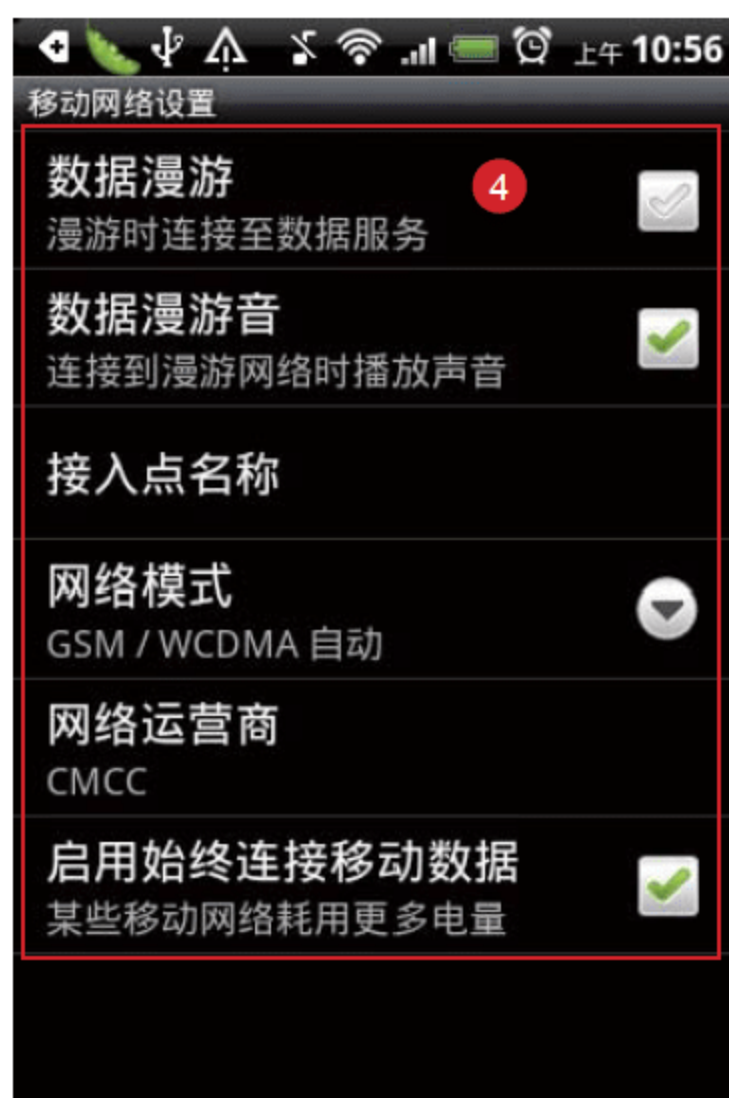 上午 10:56
移动网络设置
数据漫游
4
漫游时连接至数据服务
数据漫游音
连接到漫游网络时播放声音
接入点名称
网络模式
GSM / WCDMA 自动
网络运营商
CMCC
启用始终连接移动数据
某些移动网络耗用更多电量